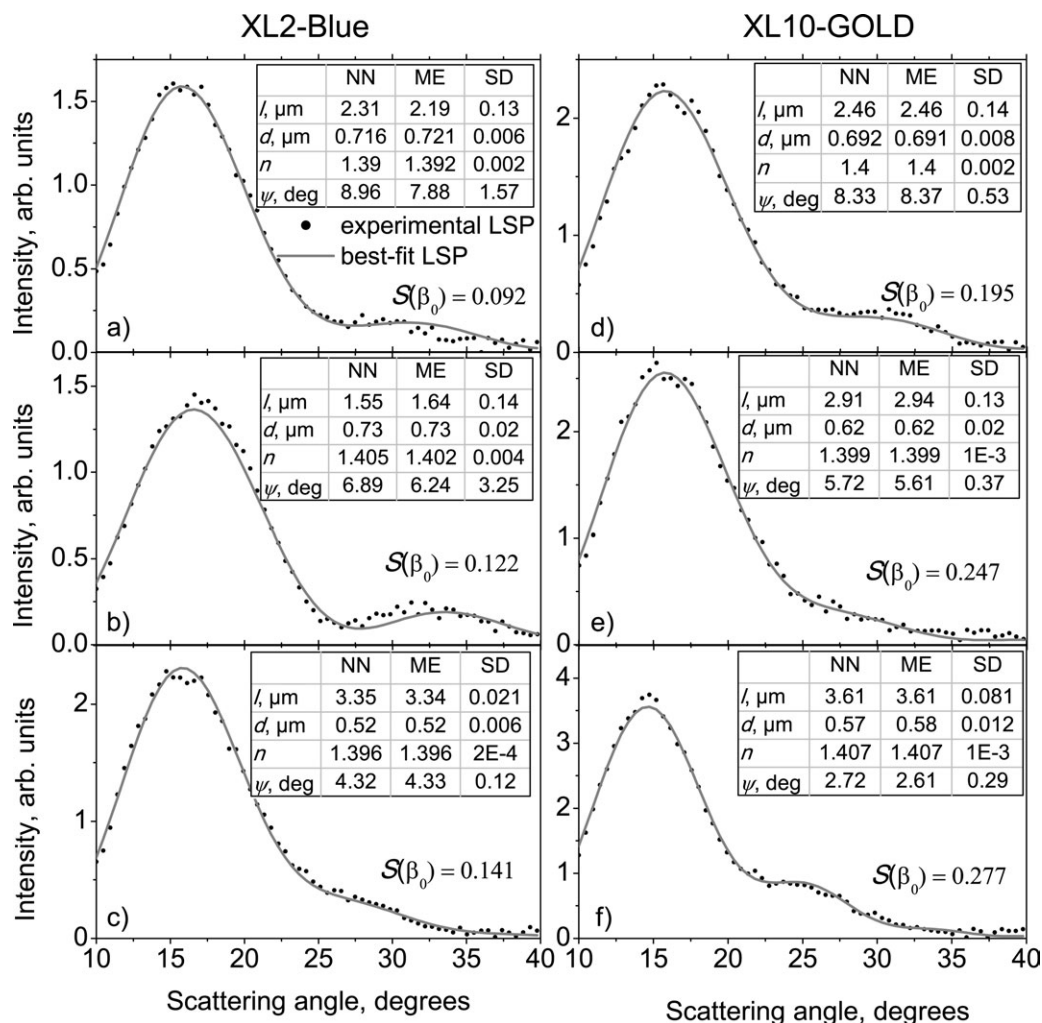 XL2-Blue
XL10-GOLD
Intensity, arb. units
1.5
1.0
0.5
0.0
NN ME SD
l, μm 2.31 2.19 0.13
d, μm 0.716 0.721 0.006
n 1.39 1.392 0.002
ψ, deg 8.96 7.88 1.57
experimental LSP
best-fit LSP
S(β₀) = 0.092
a)
2
1
0
NN ME SD
l, μm 2.46 2.46 0.14
d, μm 0.692 0.691 0.008
n 1.4 1.4 0.002
ψ, deg 8.33 8.37 0.53
S(β₀) = 0.195
d)
Intensity, arb. units
1.5
1.0
0.5
0.0
NN ME SD
l, μm 1.55 1.64 0.14
d, μm 0.73 0.73 0.02
n 1.405 1.402 0.004
ψ, deg 6.89 6.24 3.25
S(β₀) = 0.122
b)
2
1
0
NN ME SD
l, μm 2.91 2.94 0.13
d, μm 0.62 0.62 0.02
n 1.399 1.399 1E-3
ψ, deg 5.72 5.61 0.37
S(β₀) = 0.247
e)
Intensity, arb. units
2
1
0
NN ME SD
l, μm 3.35 3.34 0.021
d, μm 0.52 0.52 0.006
n 1.396 1.396 2E-4
ψ, deg 4.32 4.33 0.12
S(β₀) = 0.141
c)
10 15 20 25 30 35 40
Scattering angle, degrees
4
3
2
1
0
NN ME SD
l, μm 3.61 3.61 0.081
d, μm 0.57 0.58 0.012
n 1.407 1.407 1E-3
ψ, deg 2.72 2.61 0.29
S(β₀) = 0.277
f)
10 15 20 25 30 35 40
Scattering angle, degrees